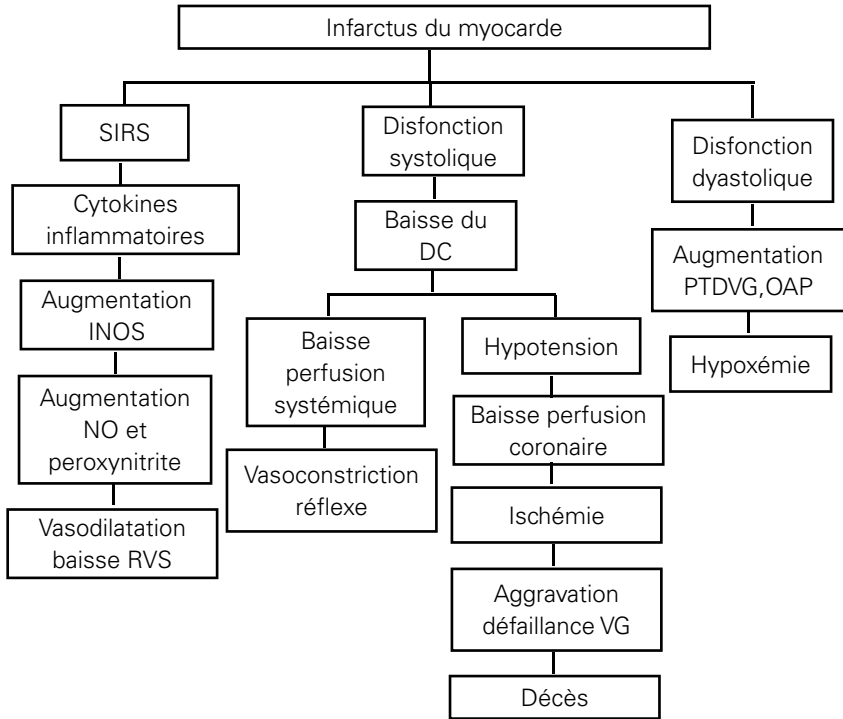 Infarctus du myocarde
SIRS
Cytokines
inflammatoires
Augmentation
INOS
Augmentation
NO et
peroxynitrite
Vasodilatation
baisse RVS
Disfonction
systolique
Baisse du
DC
Baisse
perfusion
systémique
Vasoconstriction
réflexe
Hypotension
Baisse perfusion
coronaire
Ischémie
Aggravation
défaillance VG
Décès
Disfonction
dyastolique
Augmentation
PTDVG,OAP
Hypoxémie